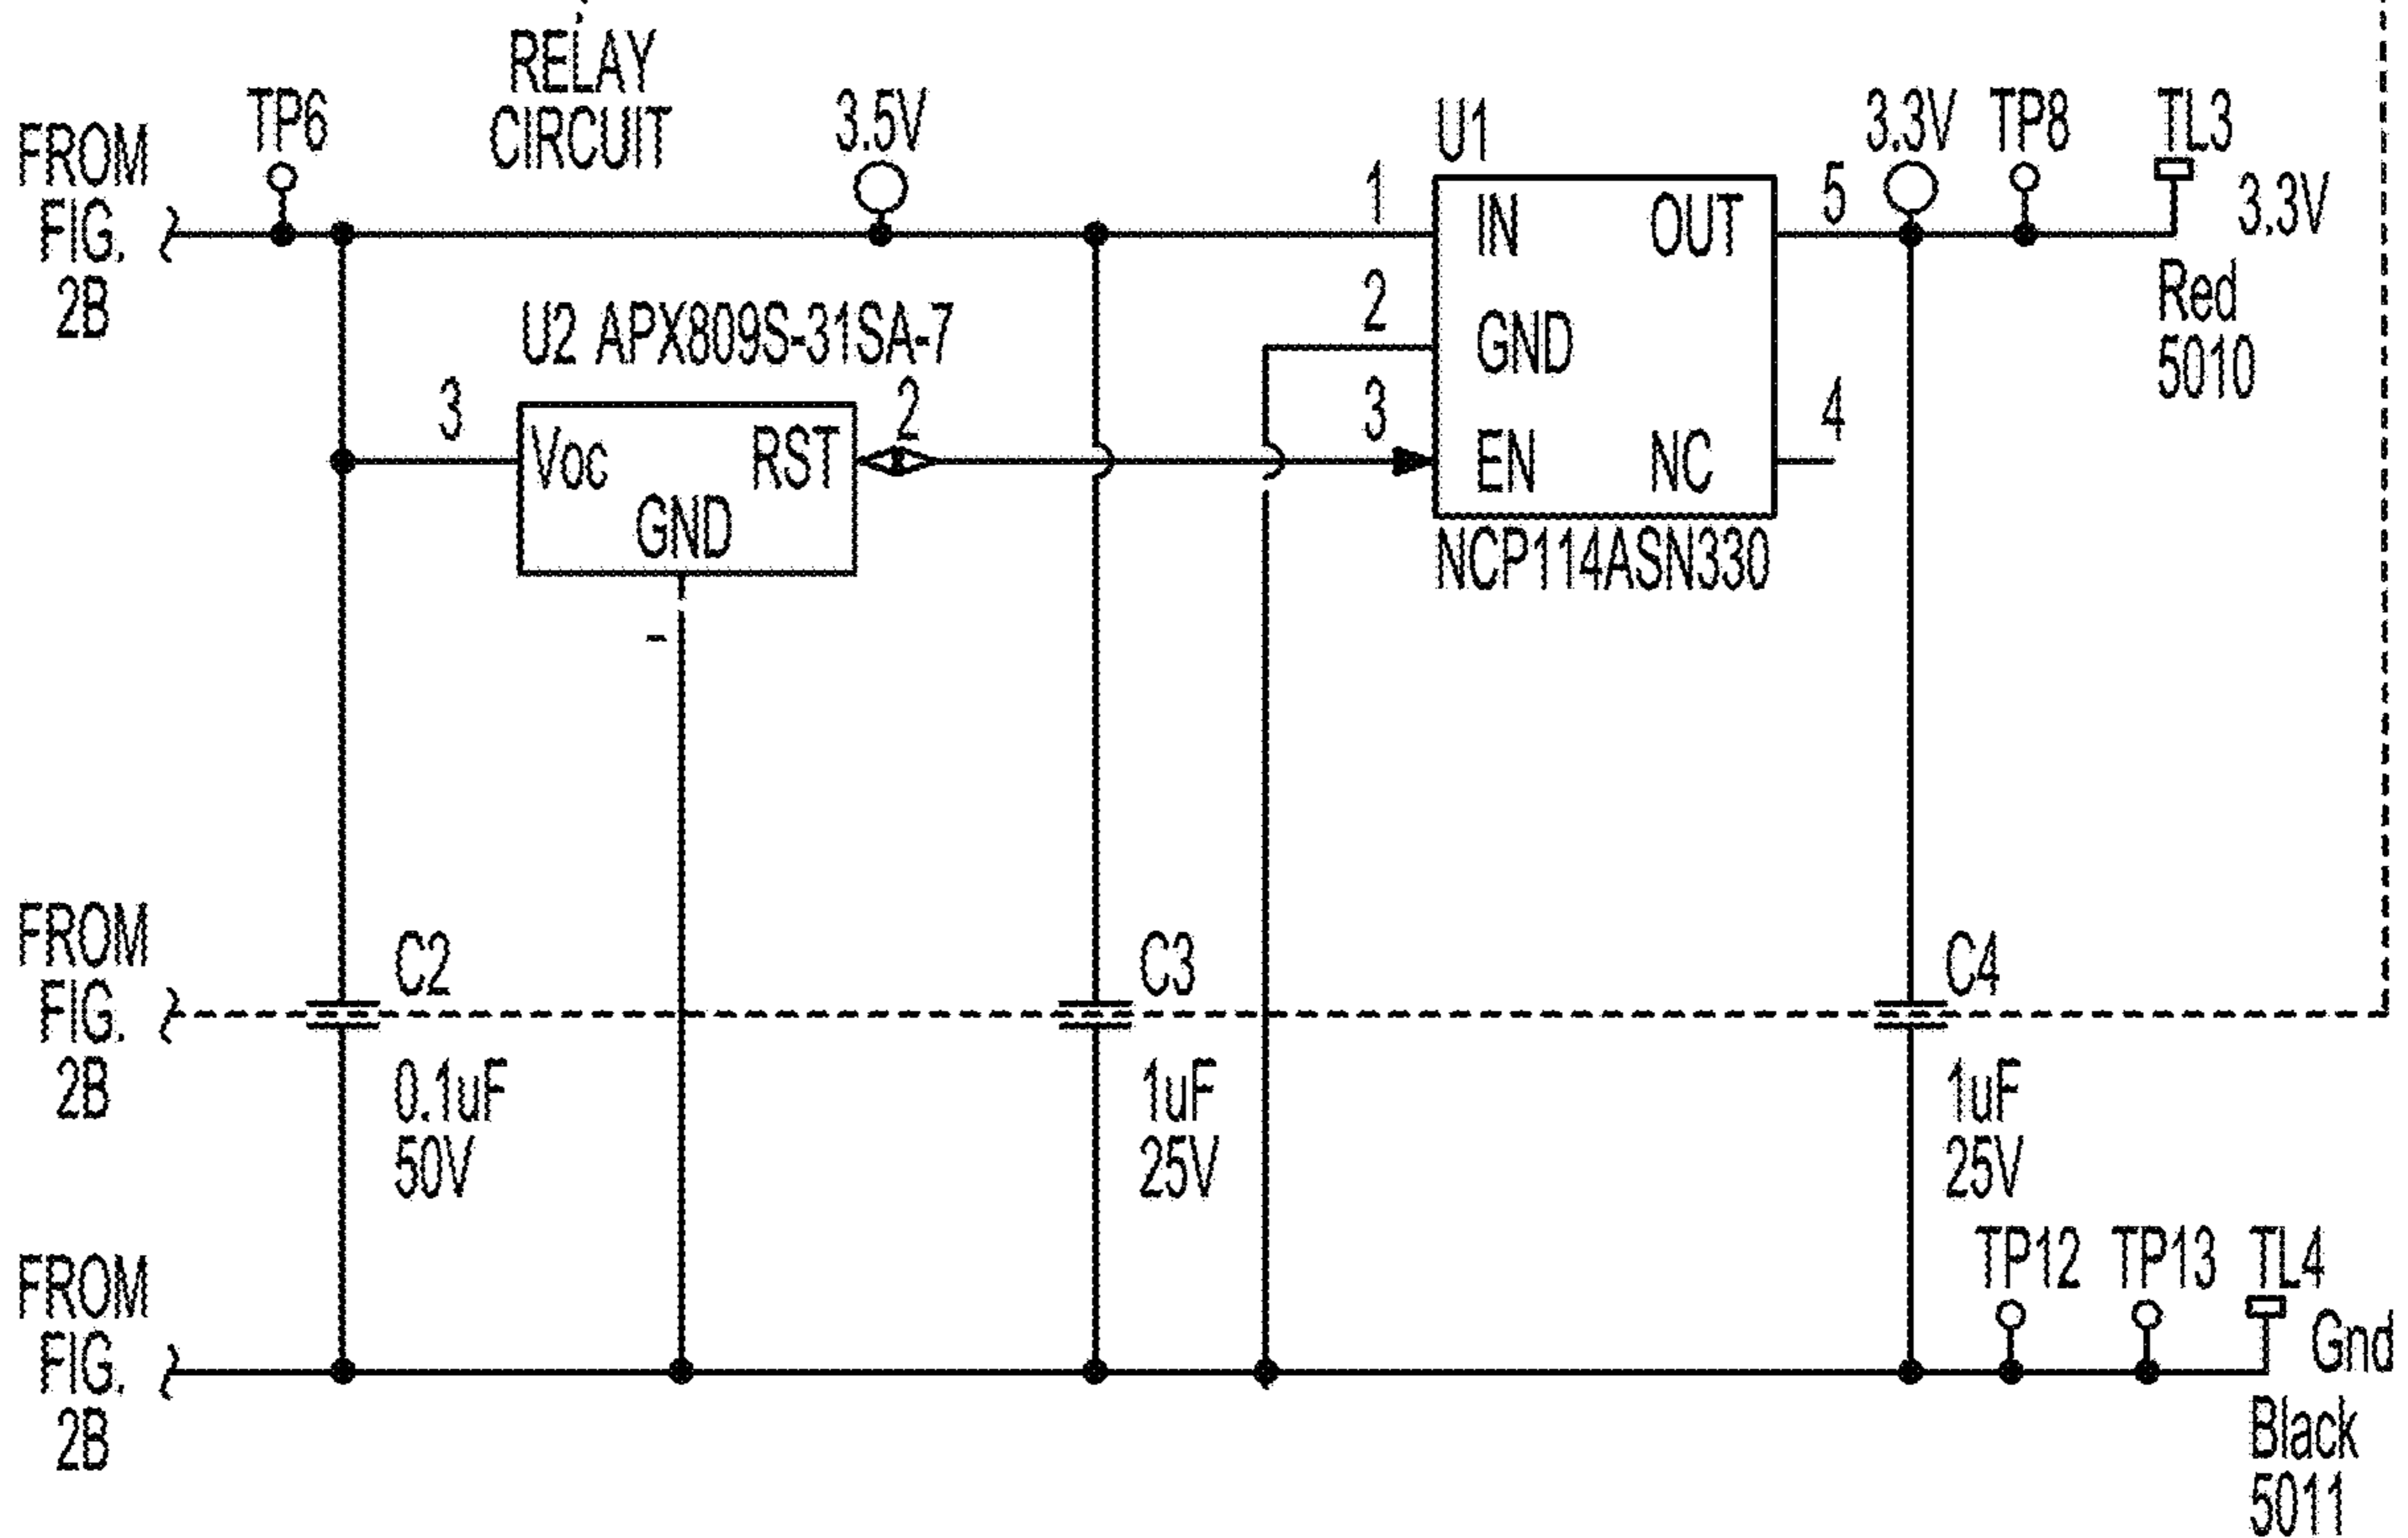 RELAY
CIRCUIT
FROM
FIG.
2B
TP6
3.5V
U1
1
IN
OUT
5
3.3V
TP8
TL3
3.3V
Red
5010
2
GND
3
EN
NC
4
NCP114ASN330
U2 APX809S-31SA-7
3
Voc
RST
2
GND
-
FROM
FIG.
2B
C2
0.1uF
50V
C3
1uF
25V
C4
1uF
25V
FROM
FIG.
2B
TP12
TP13
TL4
Gnd
Black
5011